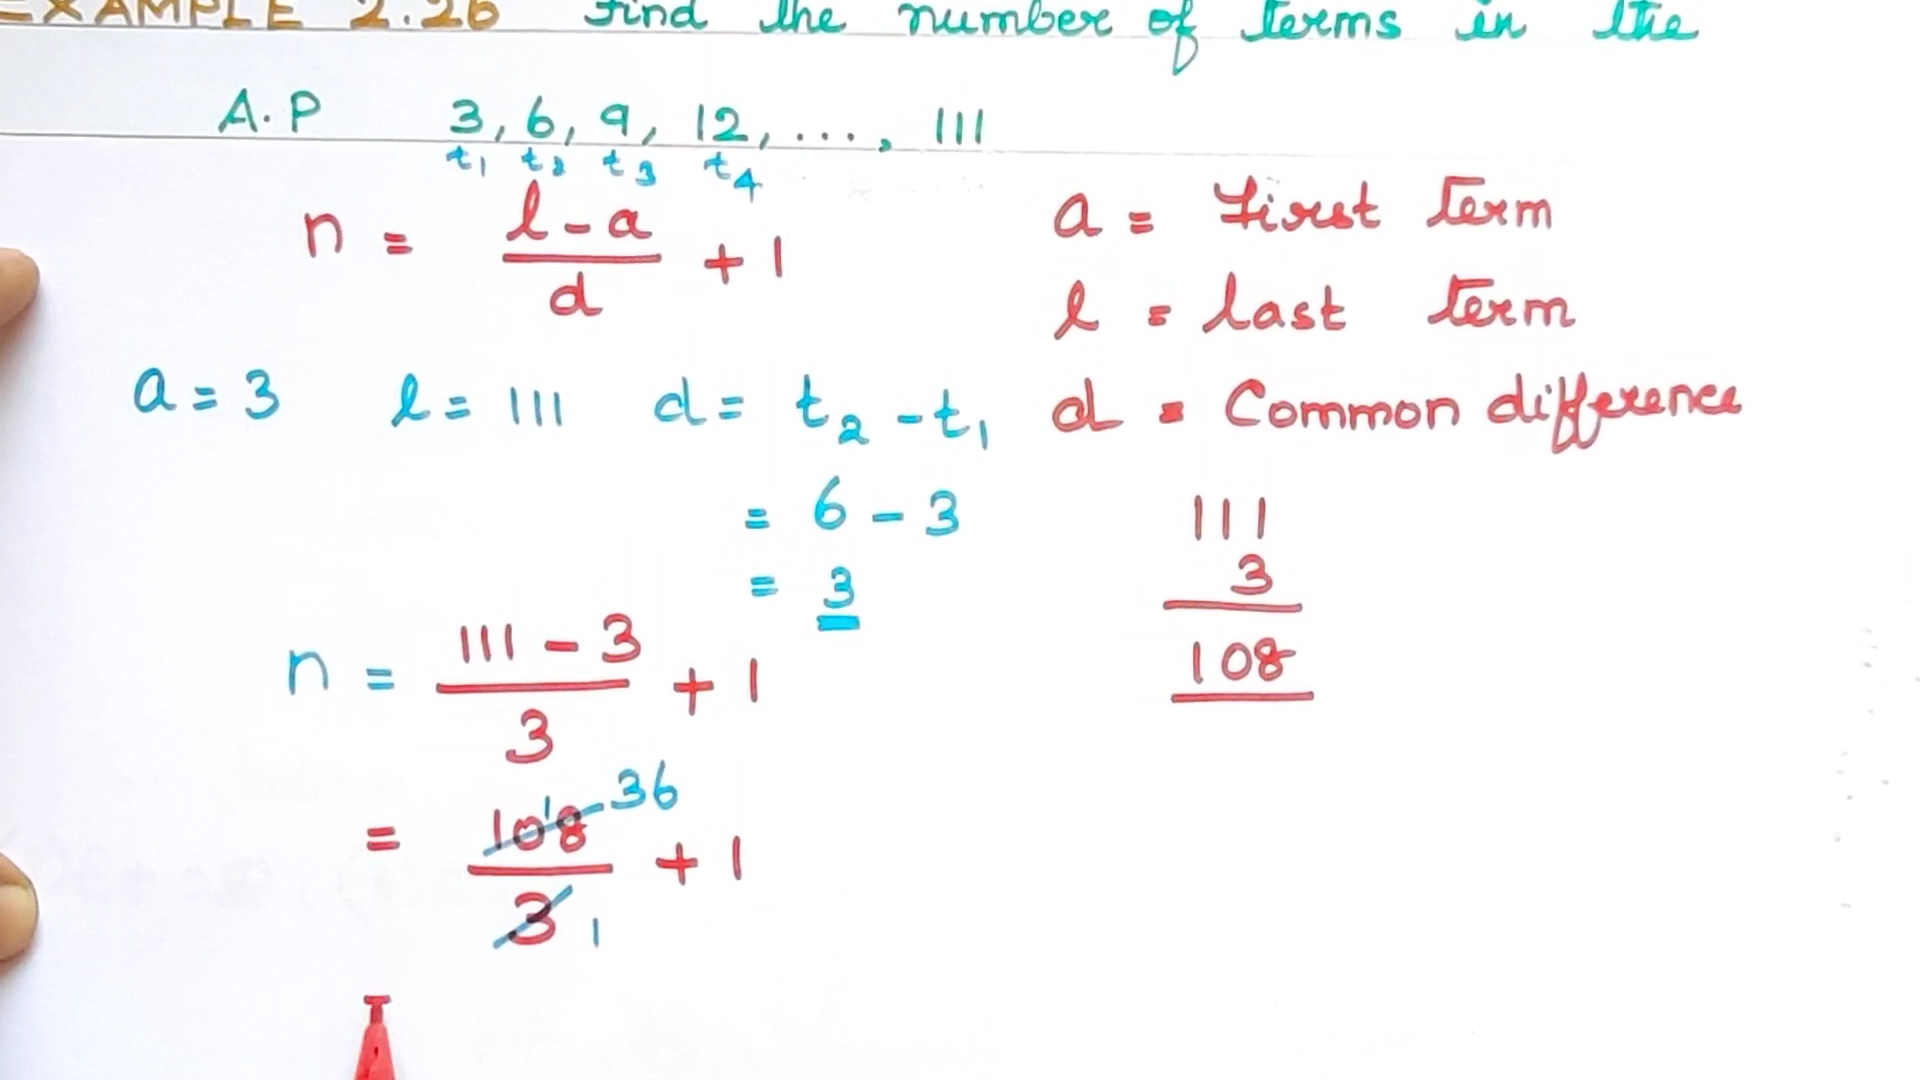 EXAMPLE 2.26 Find the number of terms in the
A.P 3, 6, 9, 12, ..., 111
t1 t2 t3 t4
n = l - a / d + 1
a = First term
l = last term
d = Common difference
a = 3 l = 111 d = t2 - t1
= 6 - 3
= 3
111
3
108
n = 111 - 3 / 3 + 1
= 108 / 3 + 1
1 36
1